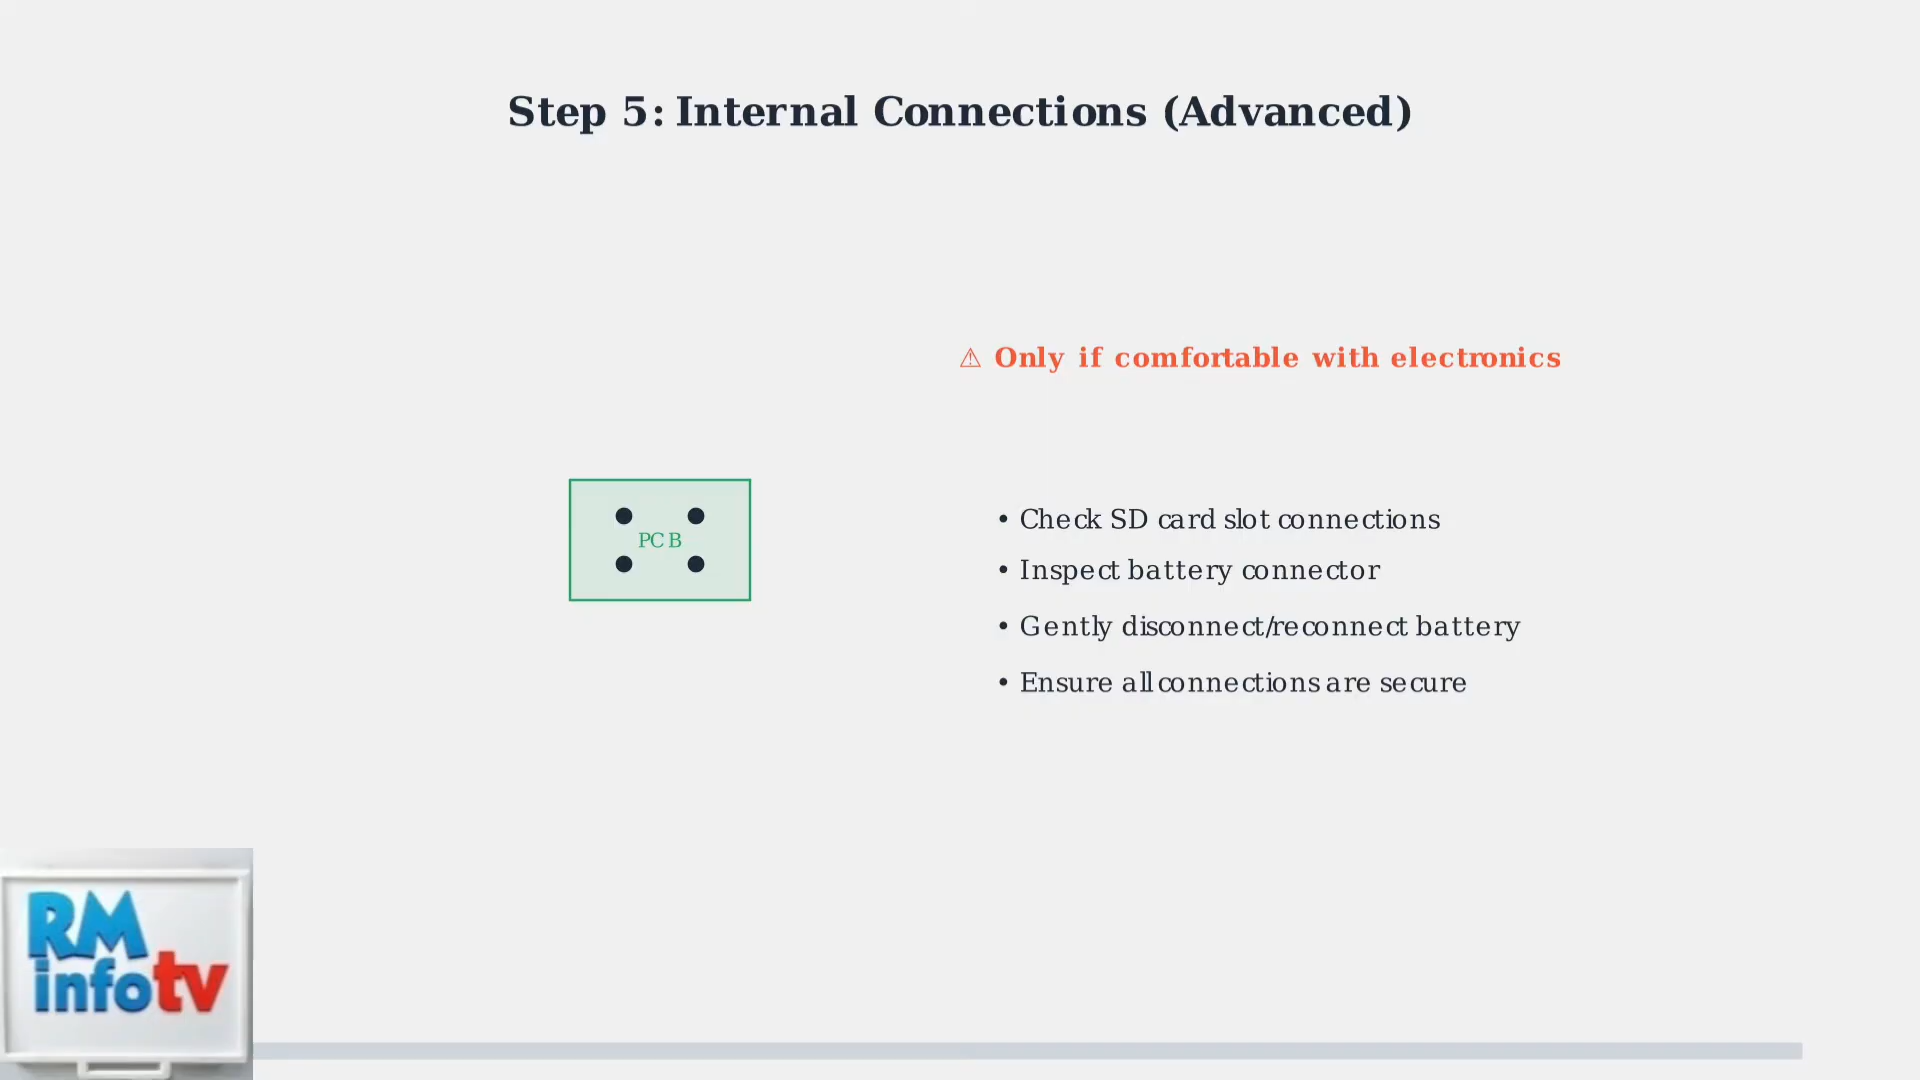 Step 5: Internal Connections (Advanced)
⚠ Only if comfortable with electronics
PCB
• Check SD card slot connections
• Inspect battery connector
• Gently disconnect/reconnect battery
• Ensure all connections are secure
RM
infotv